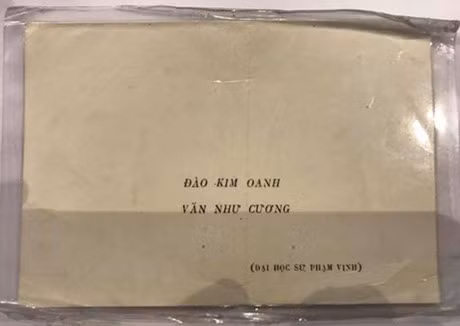 ĐÀO KIM OANH
VĂN NHƯ CƯƠNG
(ĐẠI HỌC SƯ PHẠM VINH)